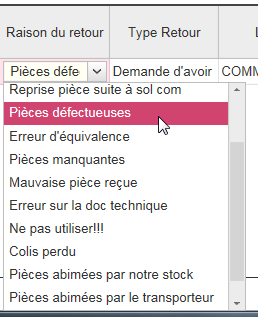 Raison du retour Type Retour L
Pièces défe Demande d'avoir COMM
Reprise pièce suite à sol com
Pièces défectueuses
Erreur d'équivalence
Pièces manquantes
Mauvaise pièce reçue
Erreur sur la doc technique
Ne pas utiliser!!!
Colis perdu
Pièces abimées par notre stock
Pièces abimées par le transporteur